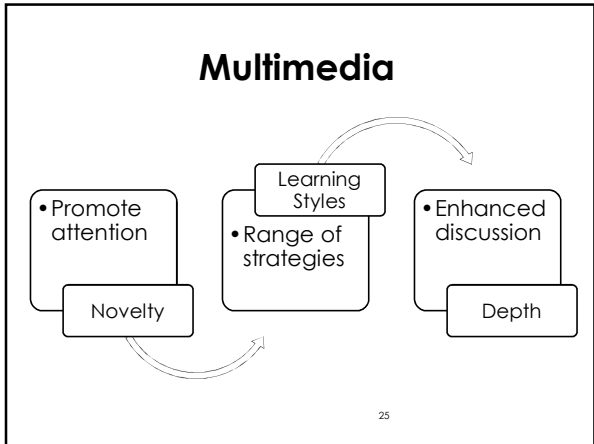 Multimedia
• Promote
attention
Novelty
Learning
Styles
• Range of
strategies
• Enhanced
discussion
Depth
25